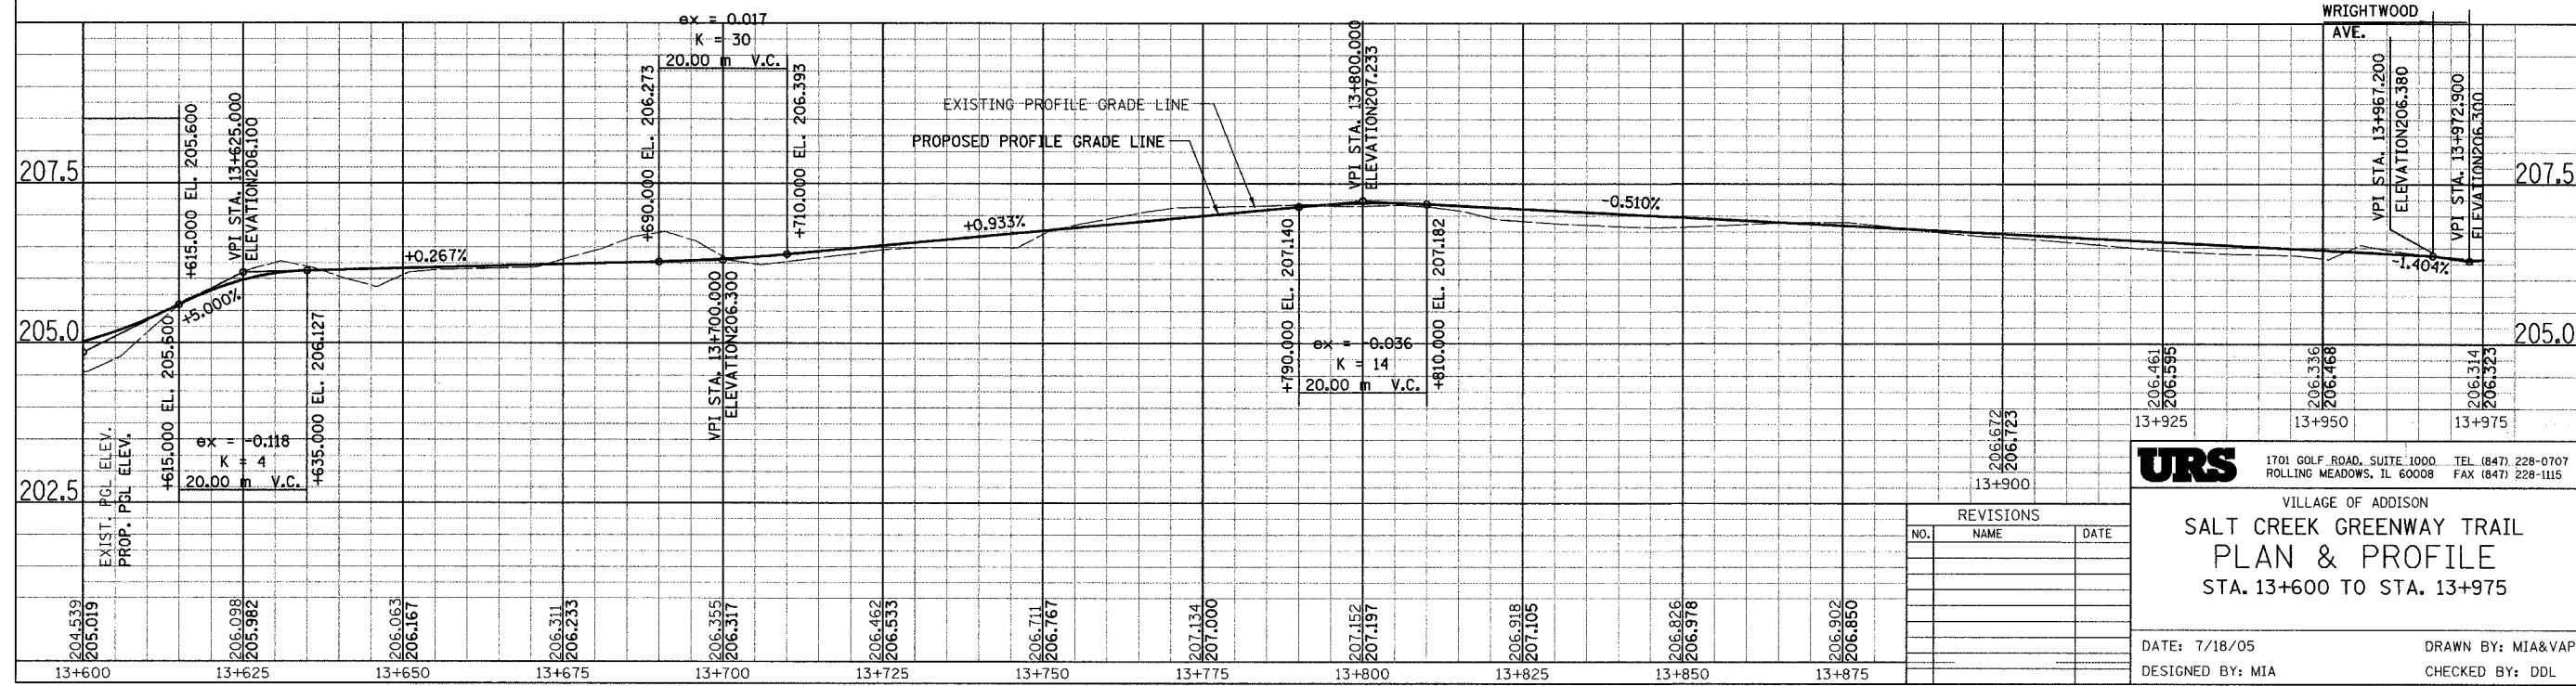 WRIGHTWOOD
AVE.
ex = 0.017
K = 30
20.00 m V.C.
+690.000 EL. 206.273
+710.000 EL. 206.393
VPI STA. 13+800.000
ELEVATION207.233
VPI STA. 13+967.200
ELEVATION206.380
VPI STA. 13+972.900
ELEVATION206.300
+615.000 EL. 205.600
VPI STA. 13+625.000
ELEVATION206.100
EXISTING PROFILE GRADE LINE
PROPOSED PROFILE GRADE LINE
207.5
207.5
+5.000%
+0.267%
+0.933%
-0.510%
-1.404%
205.0
205.0
+615.000 EL. 205.600
+635.000 EL. 206.127
VPI STA. 13+700.000
ELEVATION206.300
+790.000 EL. 207.140
+810.000 EL. 207.182
ex = -0.036
K = 14
20.00 m V.C.
ex = -0.118
K = 4
20.00 m V.C.
202.5
EXIST. PGL ELEV.
PROP. PGL ELEV.
204.539
205.019
206.098
205.982
206.063
206.167
206.311
206.233
206.355
206.317
206.462
206.533
206.711
206.767
207.134
207.000
207.152
207.197
206.918
207.105
206.826
206.978
206.902
206.850
206.672
206.723
206.461
206.595
206.336
206.468
206.314
206.323
13+600 13+625 13+650 13+675 13+700 13+725 13+750 13+775 13+800 13+825 13+850 13+875
13+900
13+925 13+950 13+975
REVISIONS
NO. NAME DATE
URS
1701 GOLF ROAD, SUITE 1000 TEL (847) 228-0707
ROLLING MEADOWS, IL 60008 FAX (847) 228-1115
VILLAGE OF ADDISON
SALT CREEK GREENWAY TRAIL
PLAN & PROFILE
STA. 13+600 TO STA. 13+975
DATE: 7/18/05 DRAWN BY: MIA&VAP
DESIGNED BY: MIA CHECKED BY: DDL